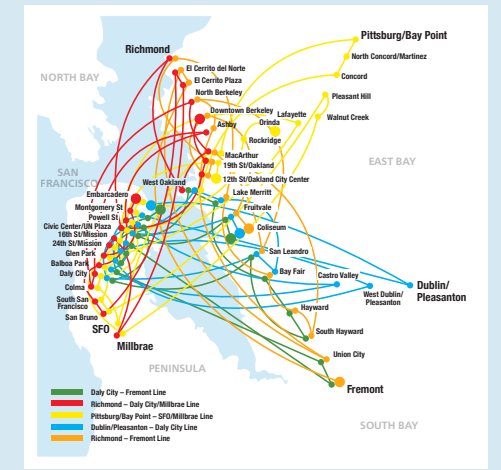 Pittsburg/Bay Point
Richmond
North Concord/Martinez
El Cerrito del Norte
NORTH BAY
Concord
El Cerrito Plaza
North Berkeley
Pleasant Hill
Downtown Berkeley
Lafayette
Walnut Creek
Ashby
Orinda
Rockridge
MacArthur
EAST BAY
19th St/Oakland
SAN
FRANCISCO
West Oakland
12th St/Oakland City Center
Embarcadero
Lake Merritt
Montgomery St
Fruitvale
Powell St
Civic Center/UN Plaza
Coliseum
16th St/Mission
24th St/Mission
San Leandro
Glen Park
Balboa Park
Bay Fair
Daly City
Castro Valley
Dublin/
Pleasanton
Colma
West Dublin/
Pleasanton
South San
Francisco
Hayward
San Bruno
SFO
South Hayward
Millbrae
Union City
PENINSULA
Fremont
Daly City – Fremont Line
Richmond – Daly City/Millbrae Line
Pittsburg/Bay Point – SFO/Millbrae Line
Dublin/Pleasanton – Daly City Line
Richmond – Fremont Line
SOUTH BAY